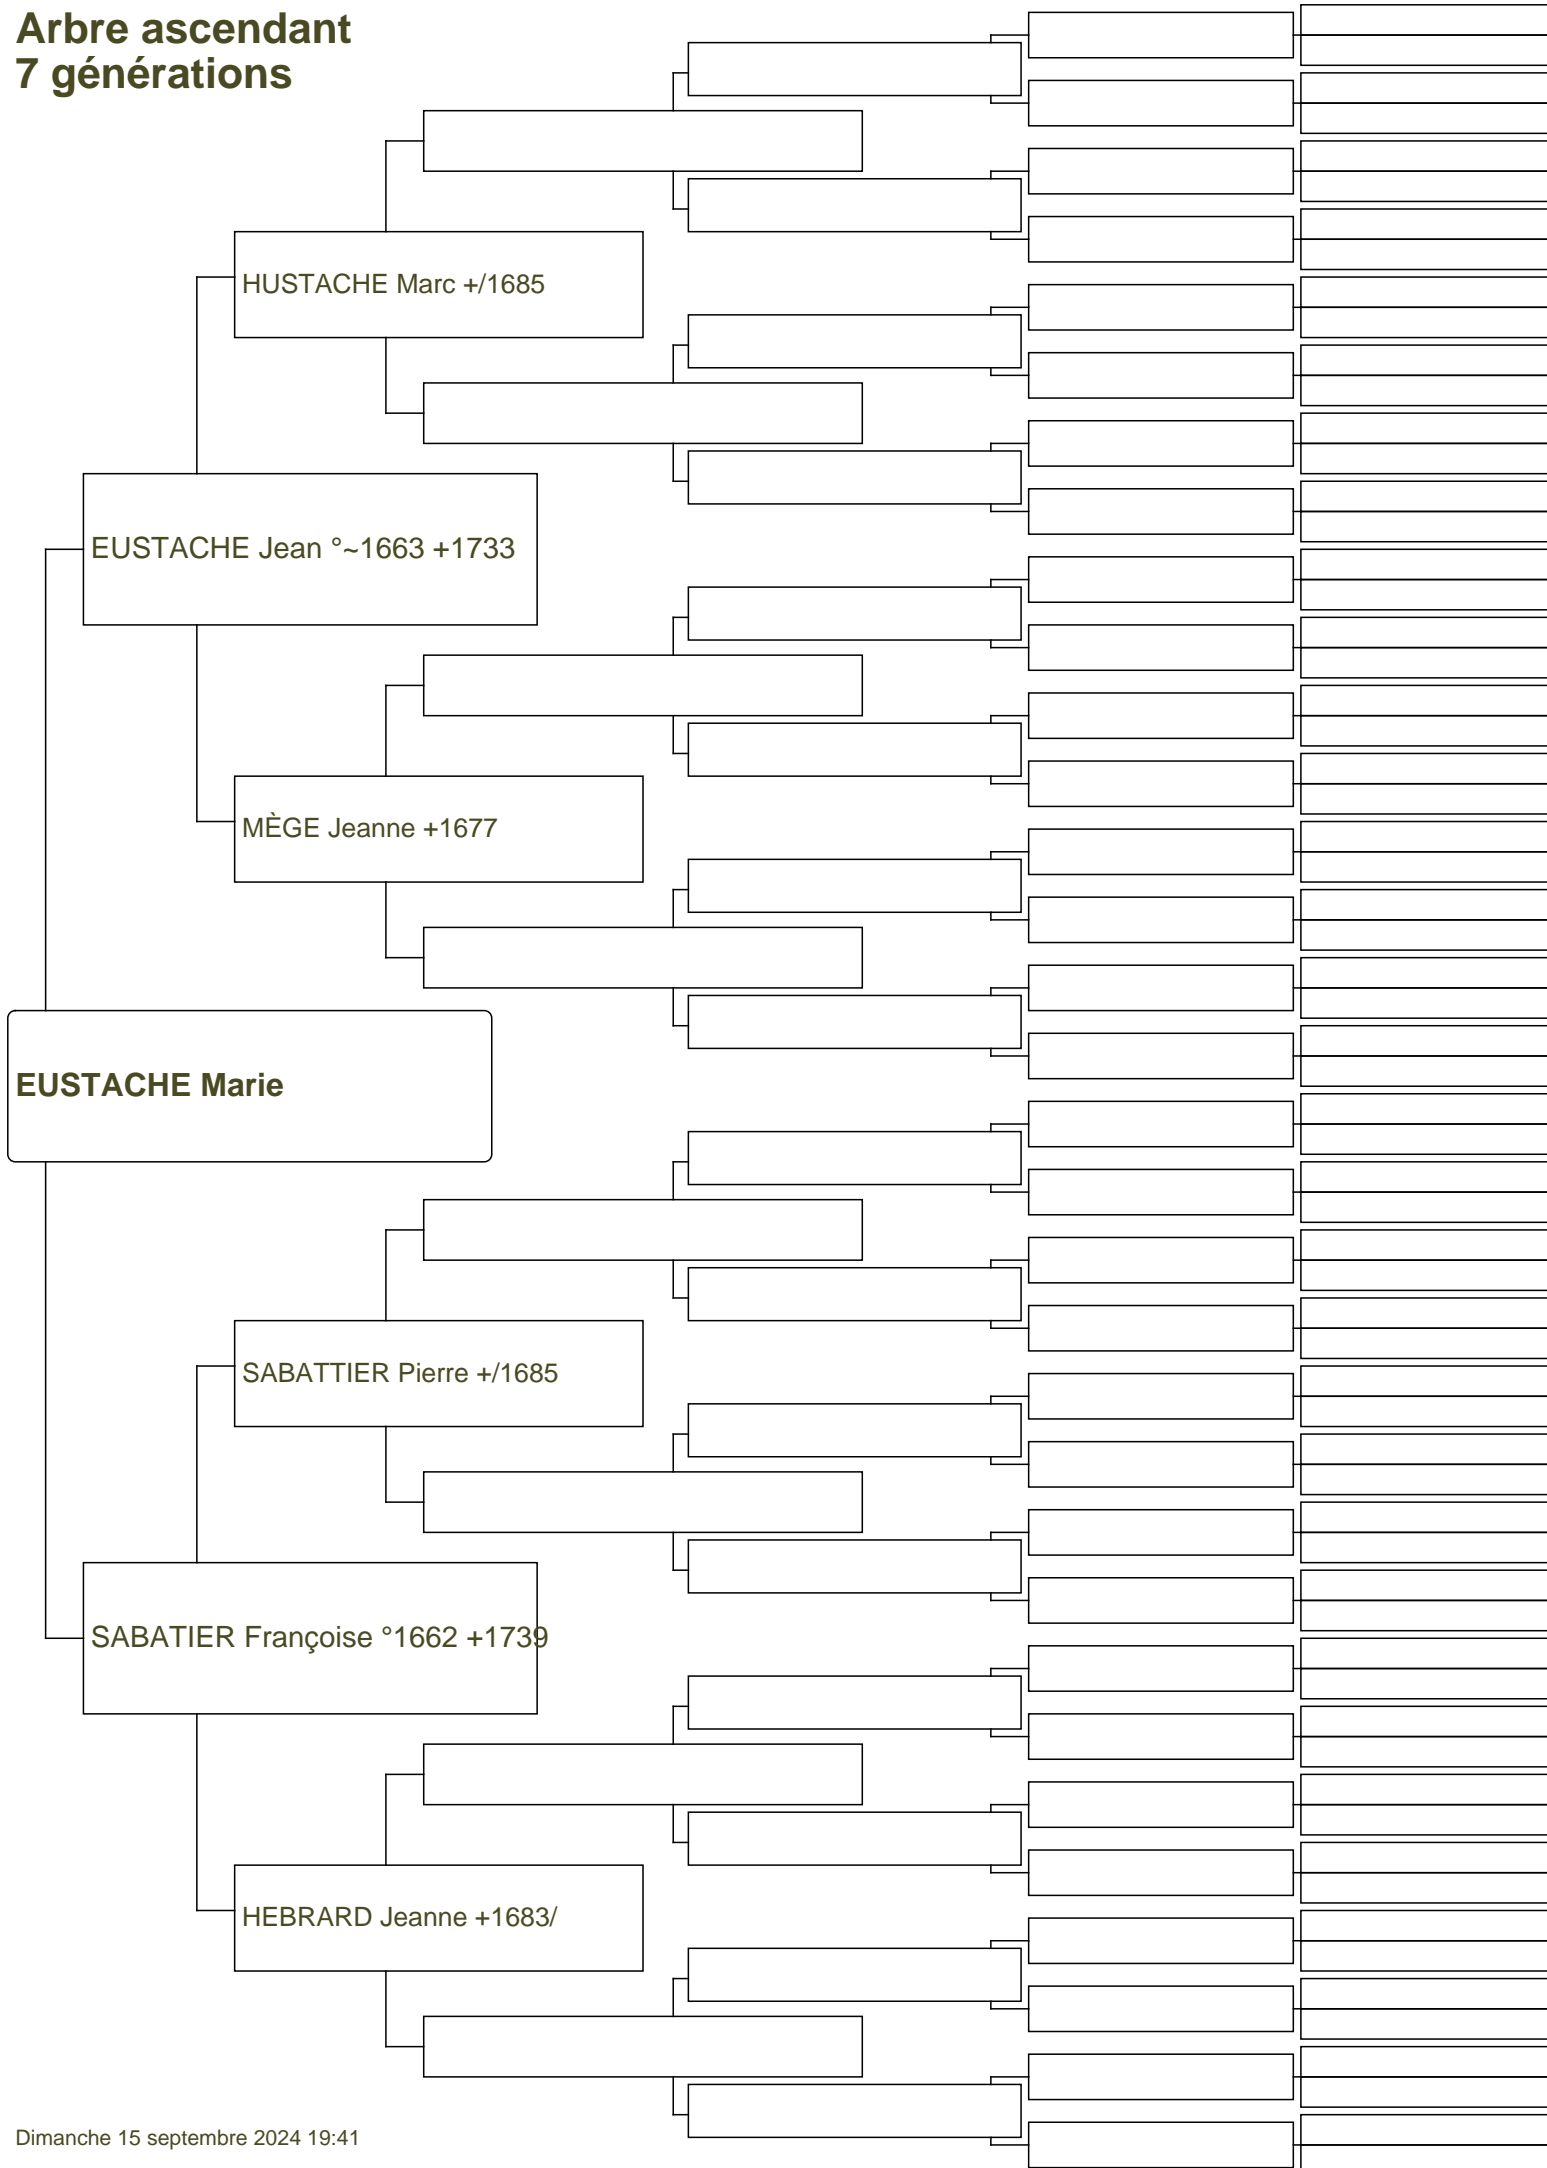 Arbre ascendant
7 générations
HUSTACHE Marc +/1685
EUSTACHE Jean °~1663 +1733
MÈGE Jeanne +1677
EUSTACHE Marie
SABATTIER Pierre +/1685
SABATIER Françoise °1662 +1739
HEBRARD Jeanne +1683/
Dimanche 15 septembre 2024 19:41